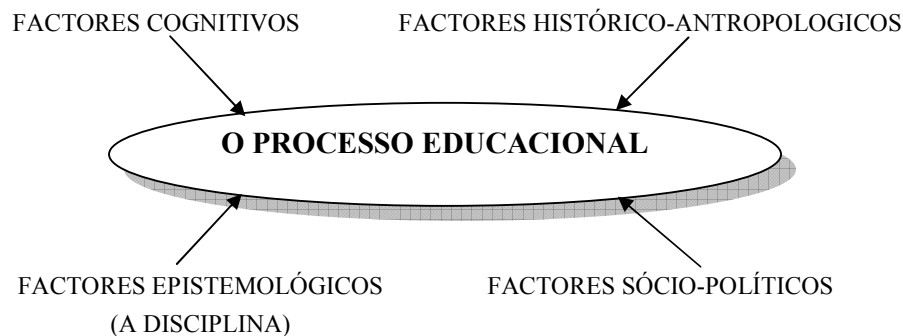 FACTORES COGNITIVOS
FACTORES HISTÓRICO-ANTROPOLOGICOS
O PROCESSO EDUCACIONAL
FACTORES EPISTEMOLÓGICOS
(A DISCIPLINA)
FACTORES SÓCIO-POLÍTICOS